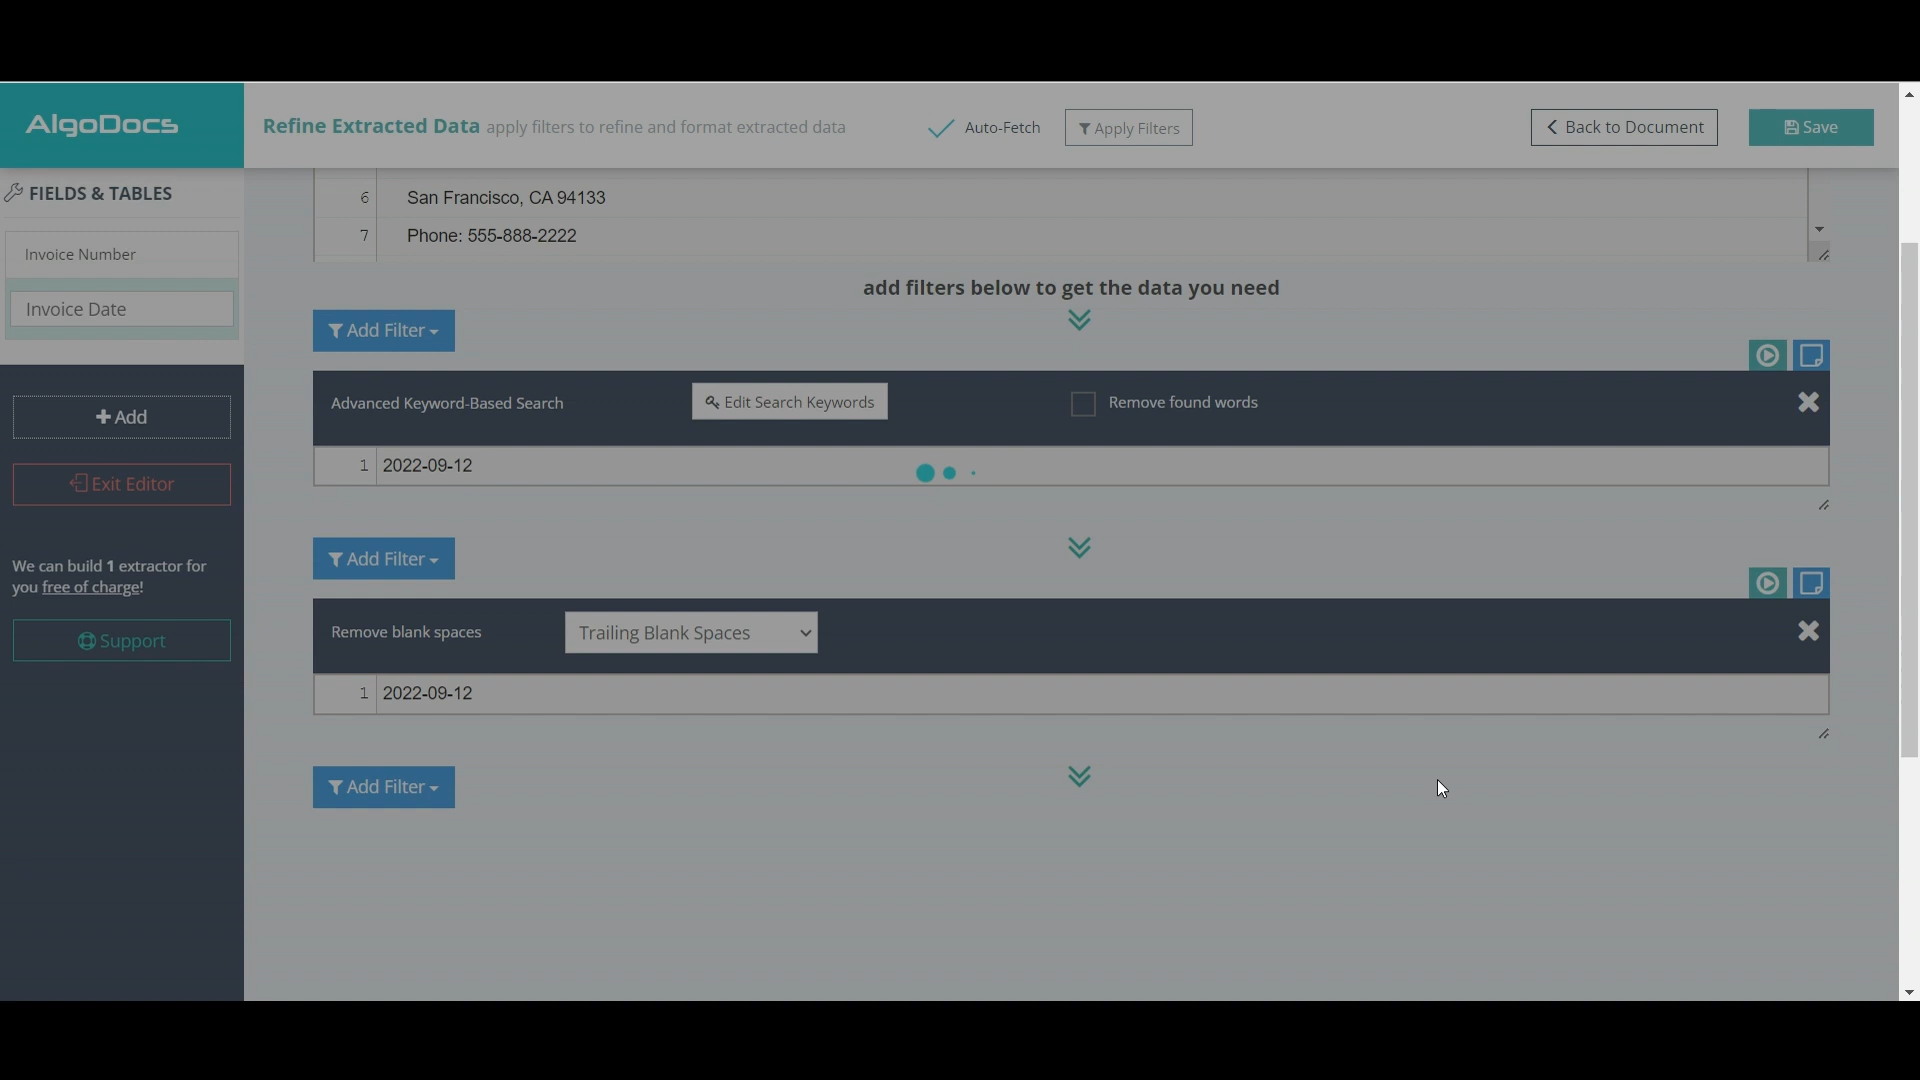 AlgoDocs
Refine Extracted Data apply filters to refine and format extracted data
Auto-Fetch
Apply Filters
Back to Document
Save
FIELDS & TABLES
Invoice Number
Invoice Date
Add
Exit Editor
We can build 1 extractor for
you free of charge!
Support
6 San Francisco, CA 94133
7 Phone: 555-888-2222
add filters below to get the data you need
Add Filter
Advanced Keyword-Based Search
Edit Search Keywords
Remove found words
1 2022-09-12
Add Filter
Remove blank spaces
Trailing Blank Spaces
1 2022-09-12
Add Filter